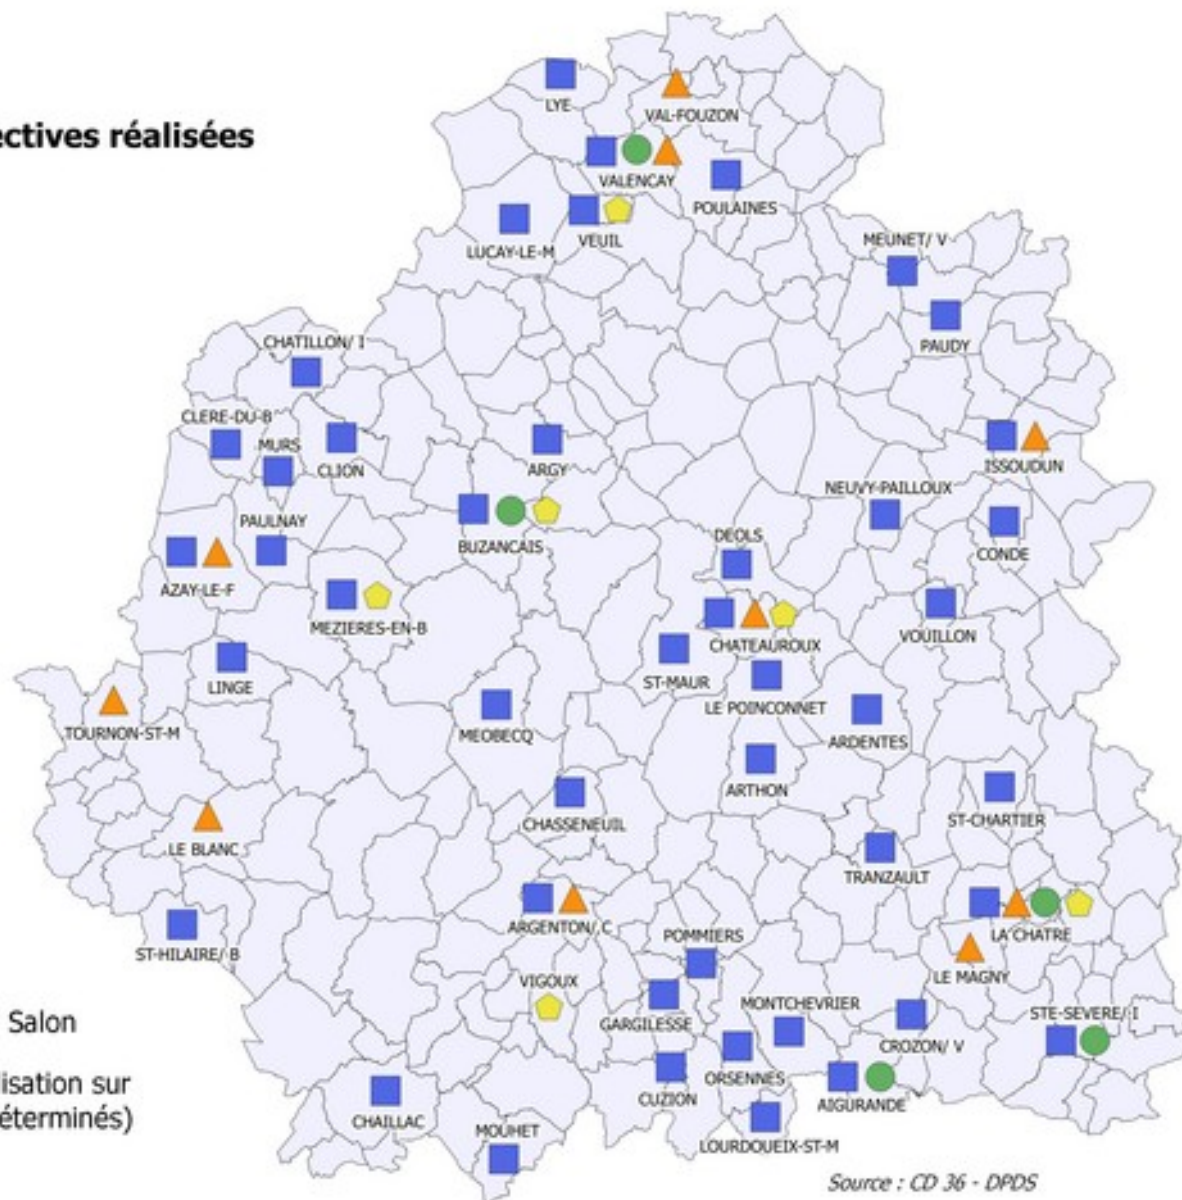 ectives réalisées
LYE
VAL-FOUZON
VALENCAY
POULAINES
LUCAY-LE-M
VEUIL
MEUNET/ V
PAUDY
CHATILLON/ I
CLERE-DU-B
MURS
CLION
ARGY
ISSOUDUN
NEUVY-PAILLOUX
PAULNAY
BUZANCAIS
DEOLS
CONDE
AZAY-LE-F
MEZIERES-EN-B
CHATEAUROUX
VOUILLON
LINGE
ST-MAUR
LE POINCONNET
TOURNON-ST-M
MEOBECQ
ARDENTES
ARTHON
CHASSENEUIL
ST-CHARTIER
LE BLANC
TRANZAULT
ARGENTON/ C
POMMIERS
LA CHATRE
ST-HILAIRE/ B
LE MAGNY
VIGOUX
MONTCHEVRIER
STE-SEVERE/ I
Salon
GARGILESSE
CROZON/ V
ORSENNES
lisation sur
CUZION
AIGURANDE
éterminés)
CHAILLAC
MOUHET
LOURDOUEIX-ST-M
Source : CD 36 - DPDS